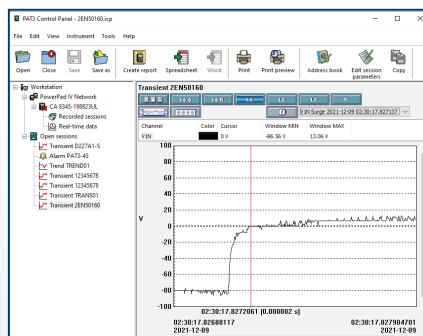 PAT3 Control Panel - 2EN50160.icp
File Edit View Instrument Tools Help
Open Close Save Save as Create report Spreadsheet Word Print Print preview Address book Edit session parameters Copy
Workstation
PowerPad IV Network
CA 8345-198823UL
Recorded sessions
Real-time data
Open sessions
Transient D227A1-S
Alarm PAT3-45
Trend TREND01
Transient 12345678
Transient 12345678
Transient TRANS01
Transient 2EN50160
Transient 2EN50160
L2 L3 A
VIN Surge 2021-12-09 02:30:17.827137
Channel Color Cursor Window MIN Window MAX
V1N 0 V -86.56 V 13.06 V
100
80
60
40
20
V 0
-20
-40
-60
-80
-100
02:30:17.8272061 [0.000002 s]
02:30:17.82688117 02:30:17.827904701
2021-12-09 2021-12-09